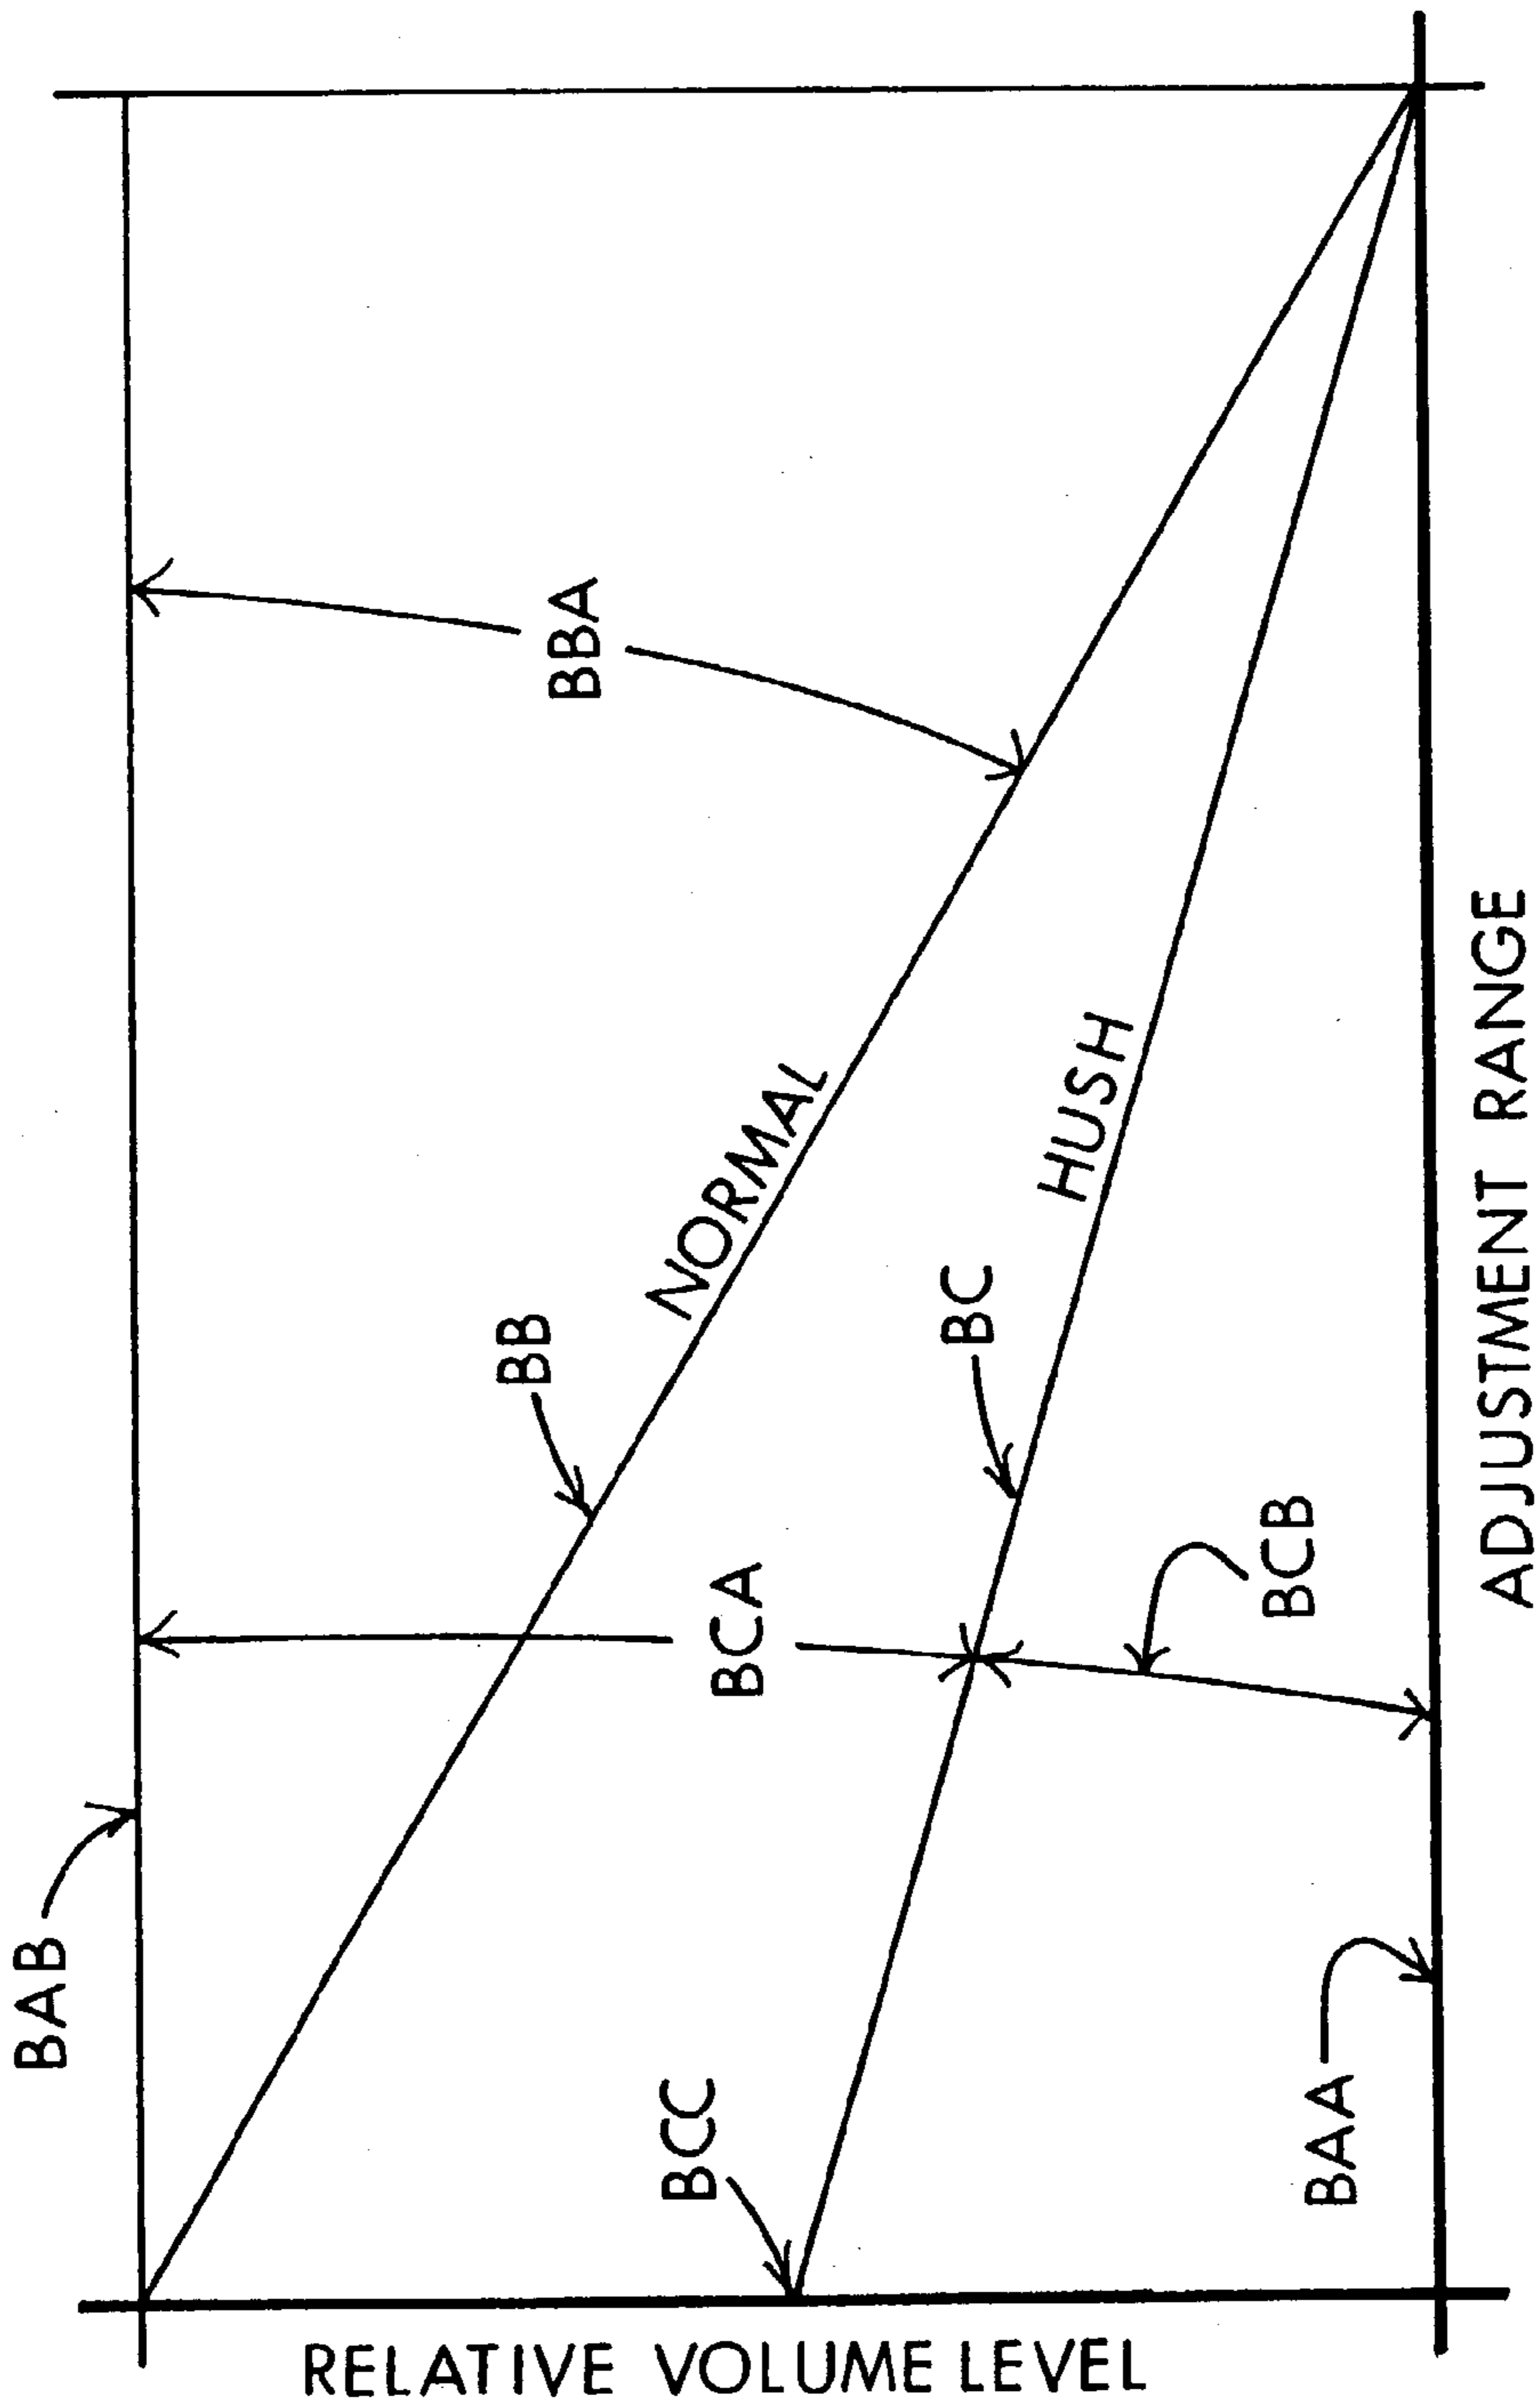 BAB
BBA
BB
NORMAL
BCA
HUSH
BC
BCB
BCC
BAA
RELATIVE VOLUME LEVEL
ADJUSTMENT RANGE